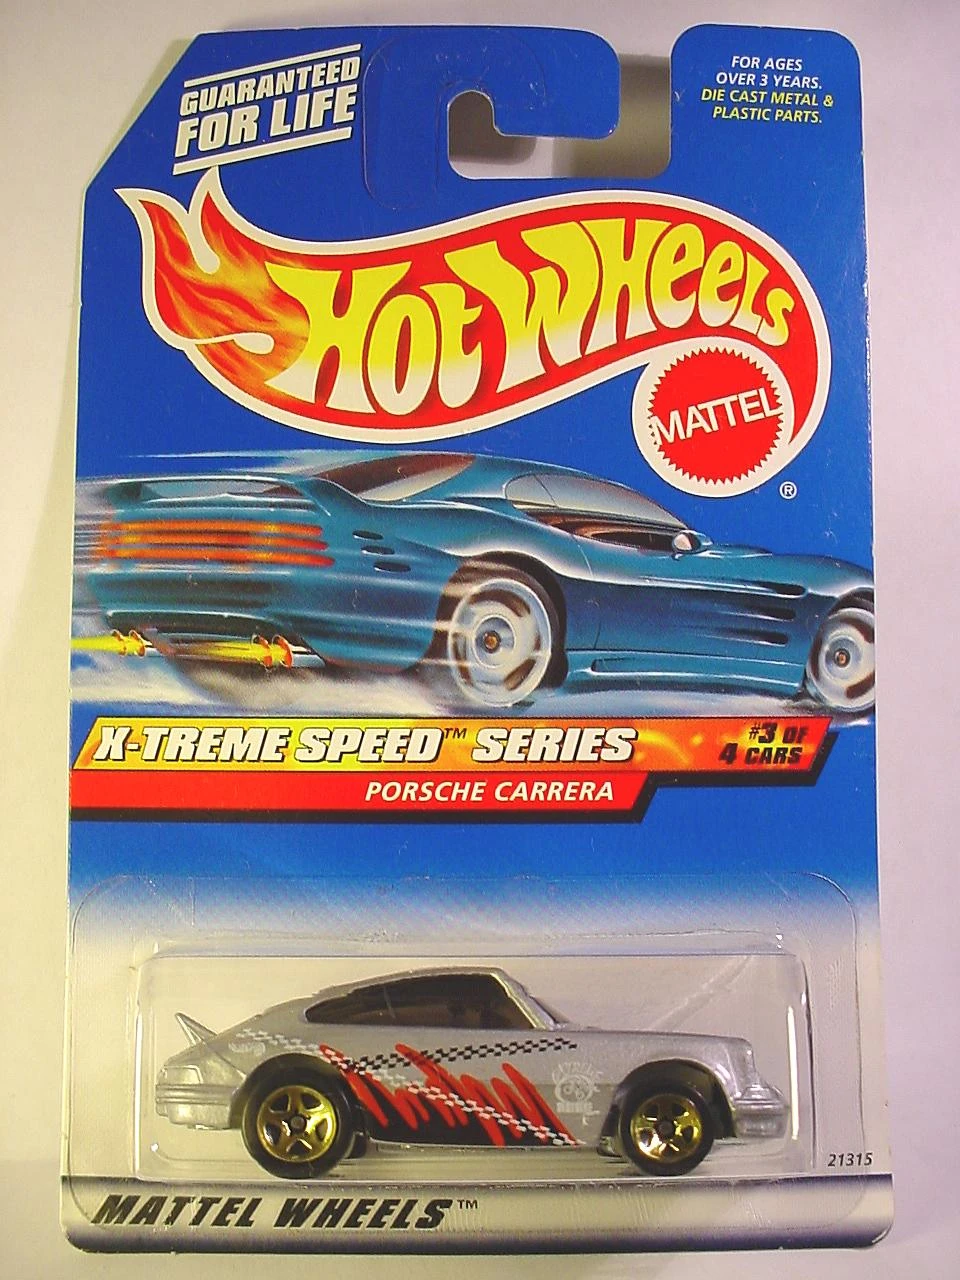 GUARANTEED
FOR LIFE
FOR AGES
OVER 3 YEARS.
DIE CAST METAL &
PLASTIC PARTS.
HOT WHEELS
MATTEL
®
X-TREME SPEED™ SERIES
#3 OF
4 CARS
PORSCHE CARRERA
21315
MATTEL WHEELS™